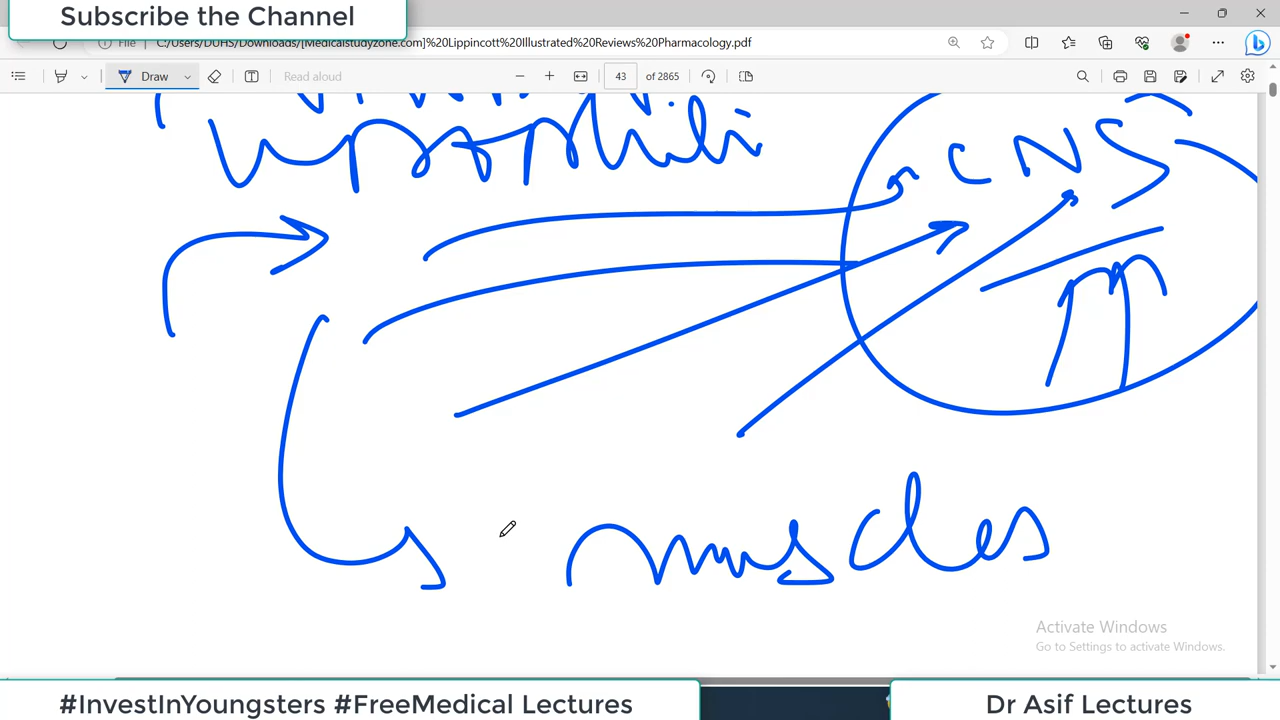 Subscribe the Channel
File
C:/Users/DUHS/Downloads/[Medicalstudyzone.com]%20Lippincott%20Illustrated%20Reviews%20Pharmacology.pdf
Draw
Read aloud
43 of 2865
CNS
muscles
Activate Windows
Go to Settings to activate Windows.
#InvestInYoungsters #FreeMedical Lectures
Dr Asif Lectures